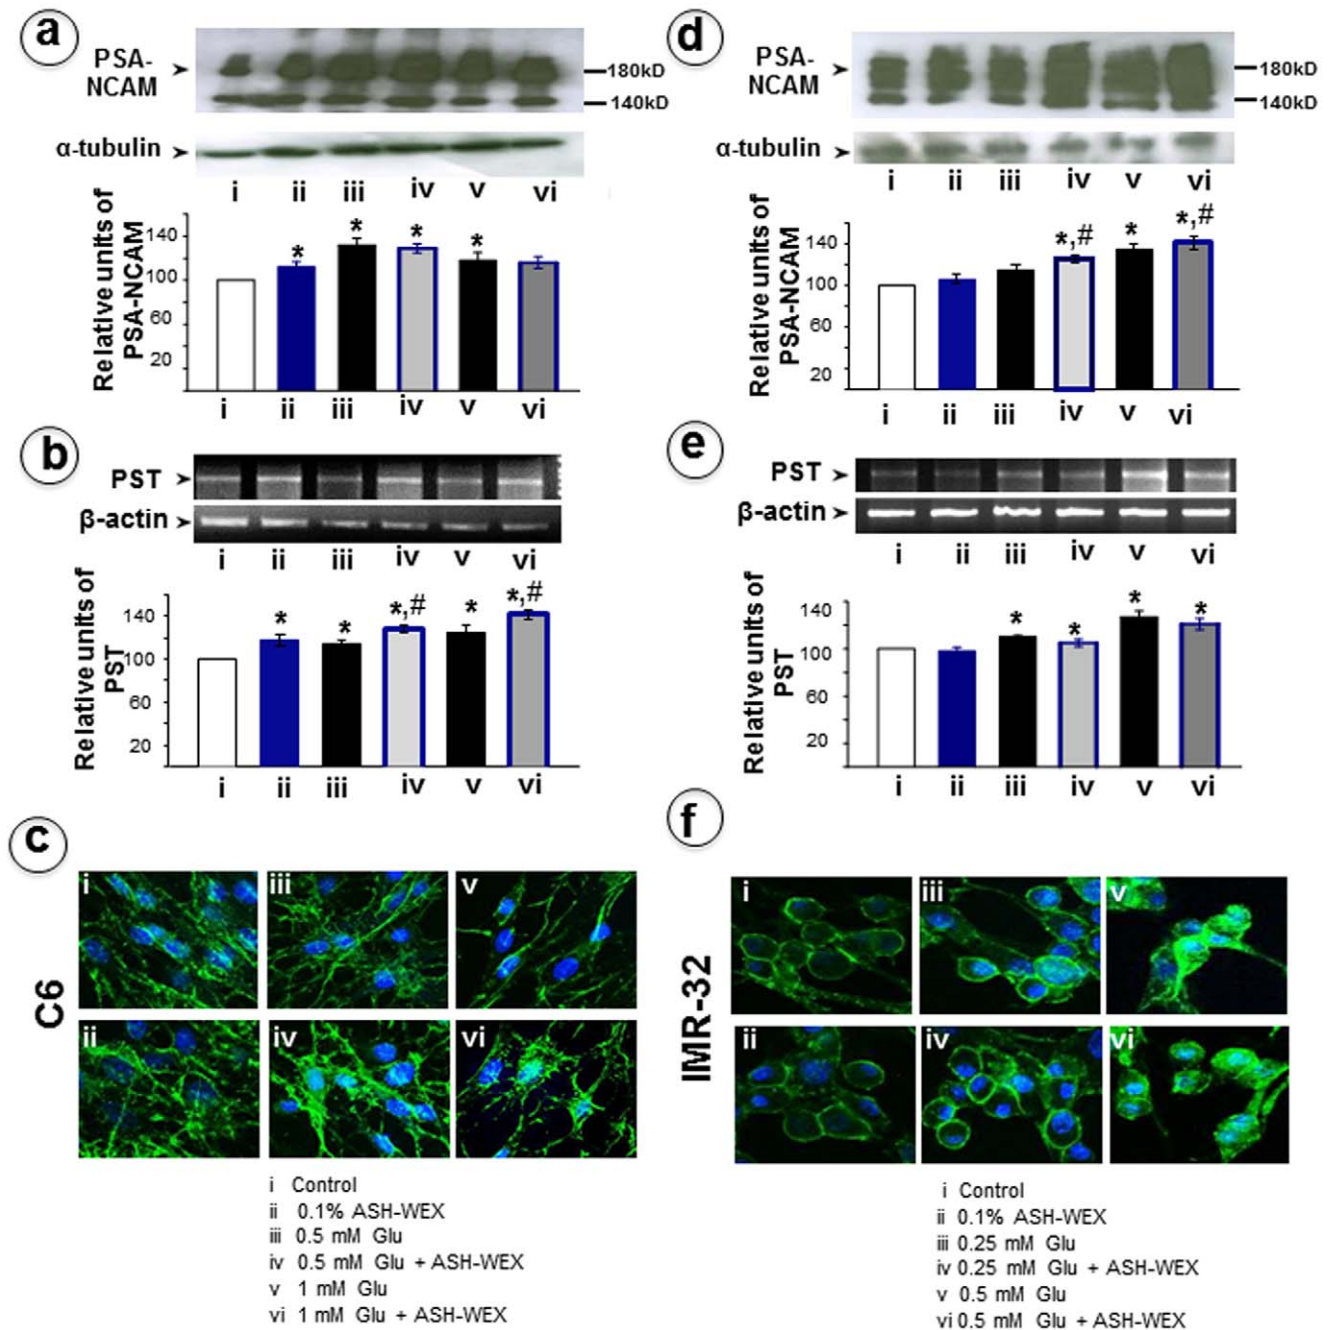 a
PSA-
NCAM
180kD
140kD
α-tubulin
i ii iii iv v vi
Relative units of
PSA-NCAM
140
100
60
20
* * * *
i ii iii iv v vi
b
PST
β-actin
i ii iii iv v vi
Relative units of
PST
140
100
60
20
* * *,# * *,#
i ii iii iv v vi
c
C6
i iii v
ii iv vi
i Control
ii 0.1% ASH-WEX
iii 0.5 mM Glu
iv 0.5 mM Glu + ASH-WEX
v 1 mM Glu
vi 1 mM Glu + ASH-WEX
d
PSA-
NCAM
180kD
140kD
α-tubulin
i ii iii iv v vi
Relative units of
PSA-NCAM
140
100
60
20
*,# * *,#
i ii iii iv v vi
e
PST
β-actin
i ii iii iv v vi
Relative units of
PST
140
100
60
20
* * * *
i ii iii iv v vi
f
IMR-32
i iii v
ii iv vi
i Control
ii 0.1% ASH-WEX
iii 0.25 mM Glu
iv 0.25 mM Glu + ASH-WEX
v 0.5 mM Glu
vi 0.5 mM Glu + ASH-WEX